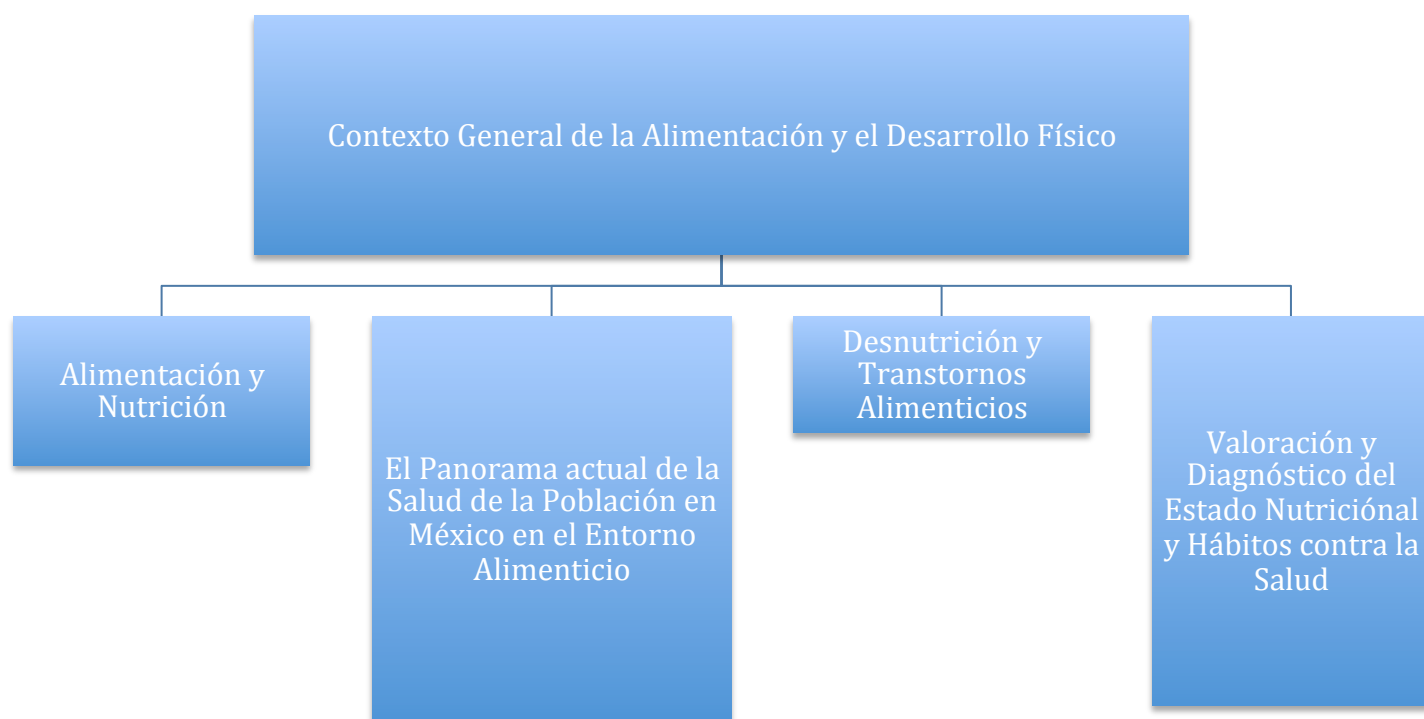 Contexto General de la Alimentación y el Desarrollo Físico
Alimentación y
Nutrición
El Panorama actual de la
Salud de la Población en
México en el Entorno
Alimenticio
Desnutrición y
Transtornos
Alimenticios
Valoración y
Diagnóstico del
Estado Nutriciónal
y Hábitos contra la
Salud